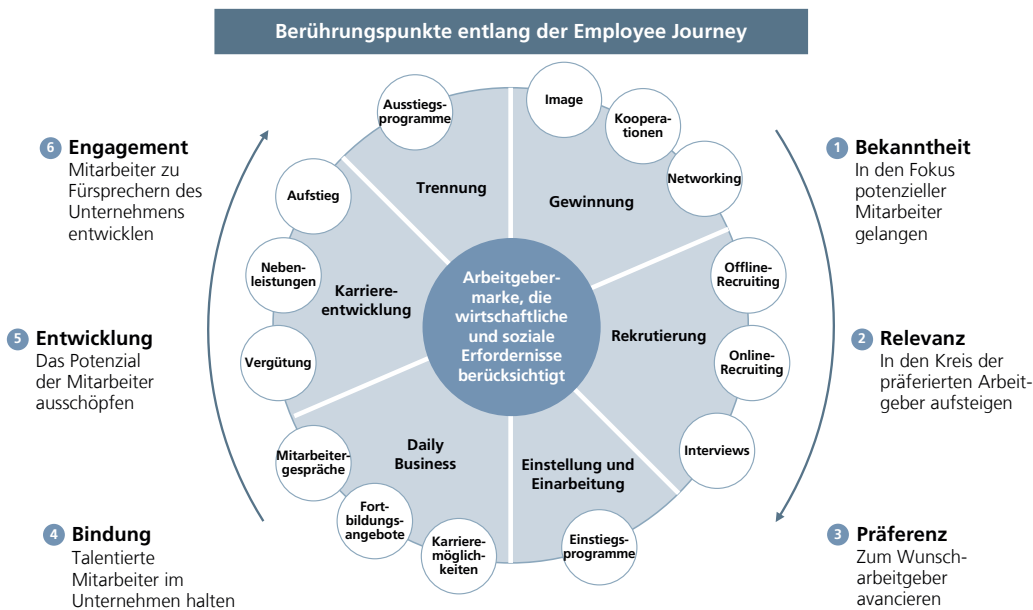 Berührungspunkte entlang der Employee Journey
1 Bekanntheit
In den Fokus
potenzieller
Mitarbeiter
gelangen
2 Relevanz
In den Kreis der
präferierten Arbeit-
geber aufsteigen
3 Präferenz
Zum Wunsch-
arbeitgeber
avancieren
4 Bindung
Talentierte
Mitarbeiter im
Unternehmen halten
5 Entwicklung
Das Potenzial
der Mitarbeiter
ausschöpfen
6 Engagement
Mitarbeiter zu
Fürsprechern des
Unternehmens
entwicklen
Arbeitgeber-
marke, die
wirtschaftliche
und soziale
Erfordernisse
berücksichtigt
Gewinnung
Image
Koopera-
tionen
Networking
Rekrutierung
Offline-
Recruiting
Online-
Recruiting
Interviews
Einstellung und
Einarbeitung
Einstiegs-
programme
Daily
Business
Karriere-
möglich-
keiten
Fort-
bildungs-
angebote
Mitarbeiter-
gespräche
Karriere-
entwicklung
Vergütung
Neben-
leistungen
Aufstieg
Trennung
Ausstiegs-
programme